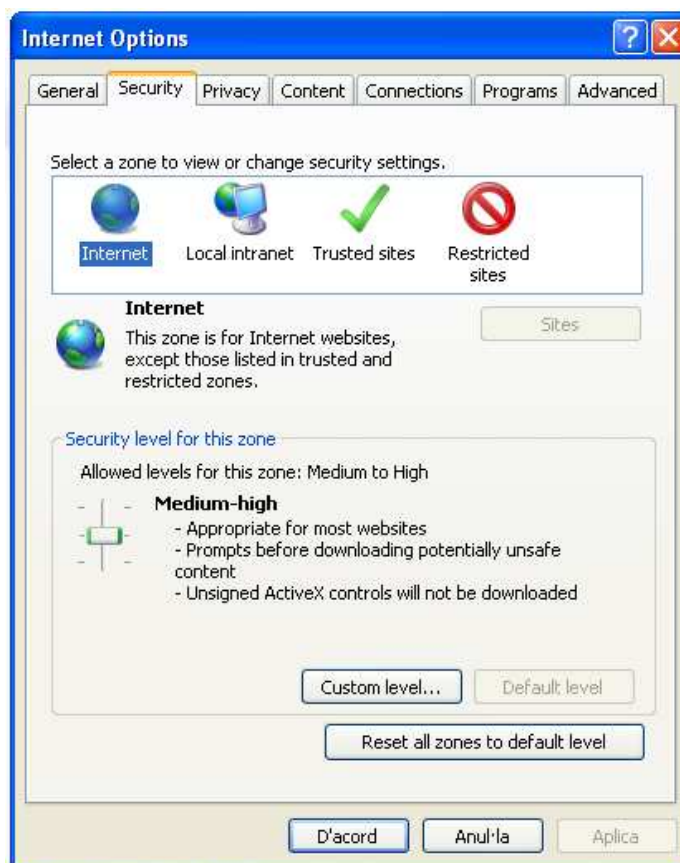 Internet Options
?
General Security Privacy Content Connections Programs Advanced
Select a zone to view or change security settings.
Internet Local intranet Trusted sites Restricted
sites
Internet
Sites
This zone is for Internet websites,
except those listed in trusted and
restricted zones.
Security level for this zone
Allowed levels for this zone: Medium to High
Medium-high
- Appropriate for most websites
- Prompts before downloading potentially unsafe
content
- Unsigned ActiveX controls will not be downloaded
Custom level... Default level
Reset all zones to default level
D'acord Anul·la Aplica